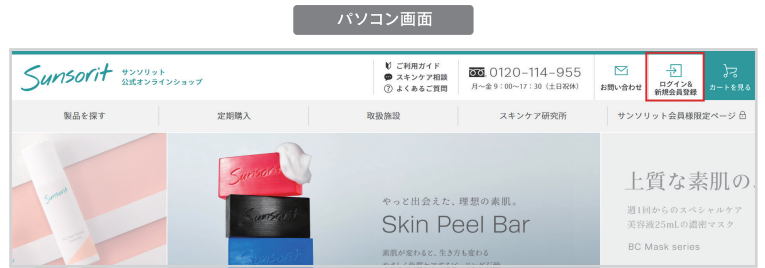 パソコン画面
Sunsorit
サンソリット
公式オンラインショップ
ご利用ガイド
スキンケア相談
よくあるご質問
0120-114-955
月〜金 9:00〜17:30（土日祝休）
お問い合わせ
ログイン&
新規会員登録
カートを見る
製品を探す
定期購入
取扱施設
スキンケア研究所
サンソリット会員様限定ページ
Sunsorit
Sunsorit
Sunsorit
やっと出会えた、理想の素肌。
Skin Peel Bar
素肌が変わると、生き方も変わる
上質な素肌の
週1回からのスペシャルケア
美容液25mLの濃密マスク
BC Mask series